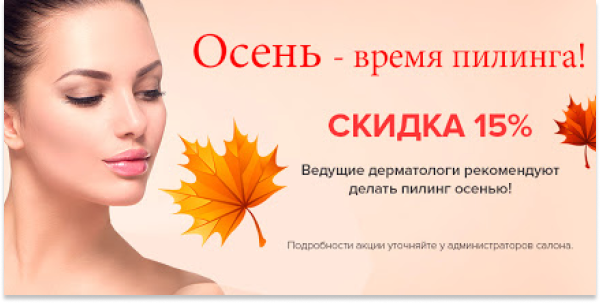 Осень - время пилинга!
СКИДКА 15%
Ведущие дерматологи рекомендуют
делать пилинг осенью!
Подробности акции уточняйте у администраторов салона.